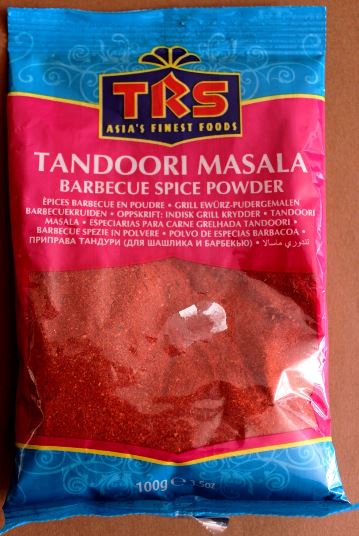 TRS
ASIA'S FINEST FOODS
TANDOORI MASALA
BARBECUE SPICE POWDER
ÉPICES BARBECUE EN POUDRE • GRILL EWÜRZ-PUDERGEMALEN
BARBECUEKRUIDEN • OPPSKRIFT: INDISK GRILL KRYDDER • TANDOORI
MASALA • ESPECIARIAS PARA CARNE GRELHADA TANDOORI •
BARBECUE SPEZIE IN POLVERE • POLVO DE ESPECIAS BARBACOA •
ПРИПРАВА ТАНДУРИ (ДЛЯ ШАШЛИКА И БАРБЕКЬЮ) • تندوري ماسالا
100g ℮ 3.5oz